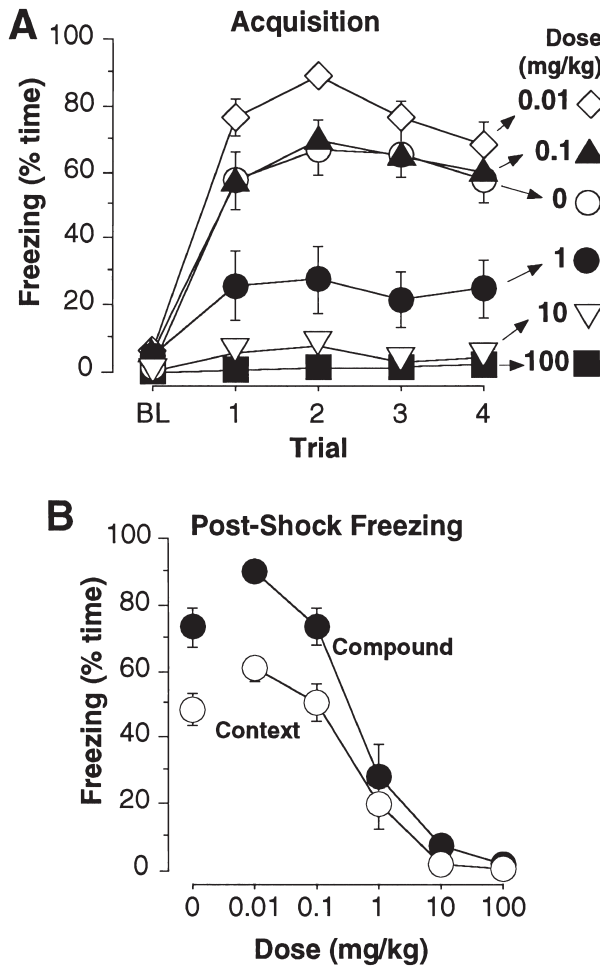 A
Acquisition
100
80
60
40
20
0
Freezing (% time)
BL 1 2 3 4
Trial
Dose
(mg/kg)
0.01
0.1
0
1
10
100
B
Post-Shock Freezing
100
80
60
40
20
0
Freezing (% time)
Compound
Context
0 0.01 0.1 1 10 100
Dose (mg/kg)